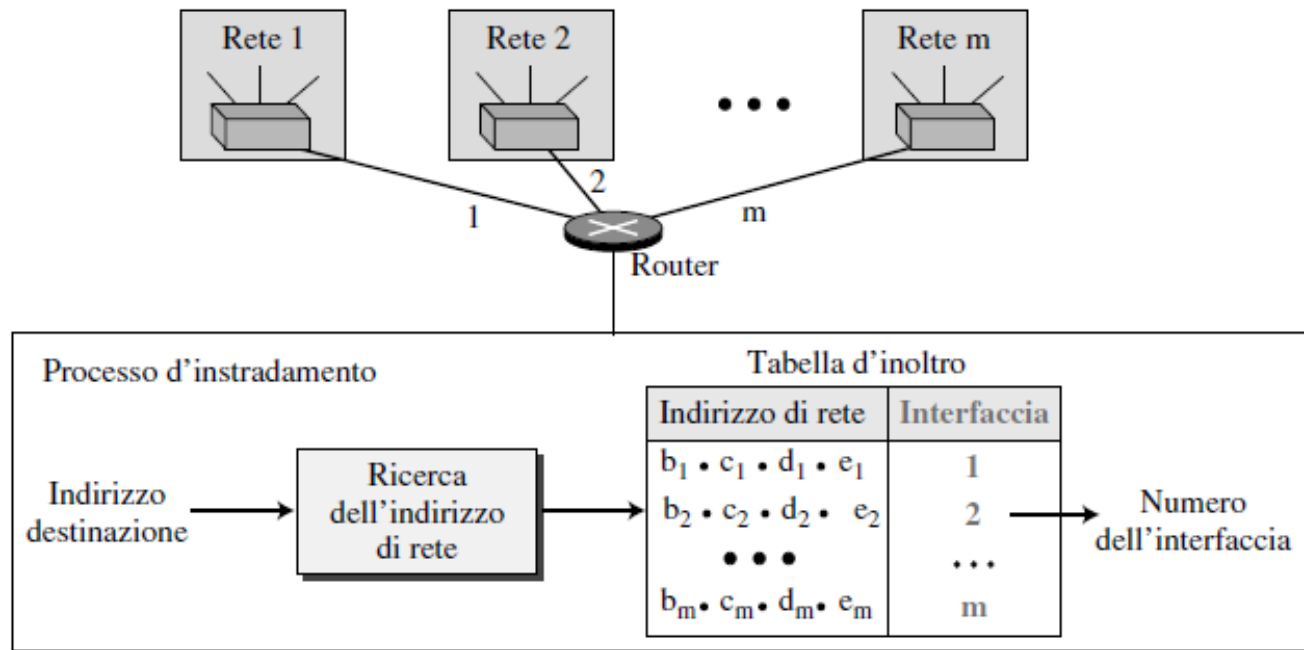 Rete 1
Rete 2
Rete m
• • •
1
2
m
Router
Processo d'instradamento
Tabella d'inoltro
Indirizzo di rete
Interfaccia
Indirizzo
destinazione
Ricerca
dell'indirizzo
di rete
b₁ • c₁ • d₁ • e₁
1
b₂ • c₂ • d₂ • e₂
2
• • •
• • •
bₘ • cₘ • dₘ • eₘ
m
Numero
dell'interfaccia